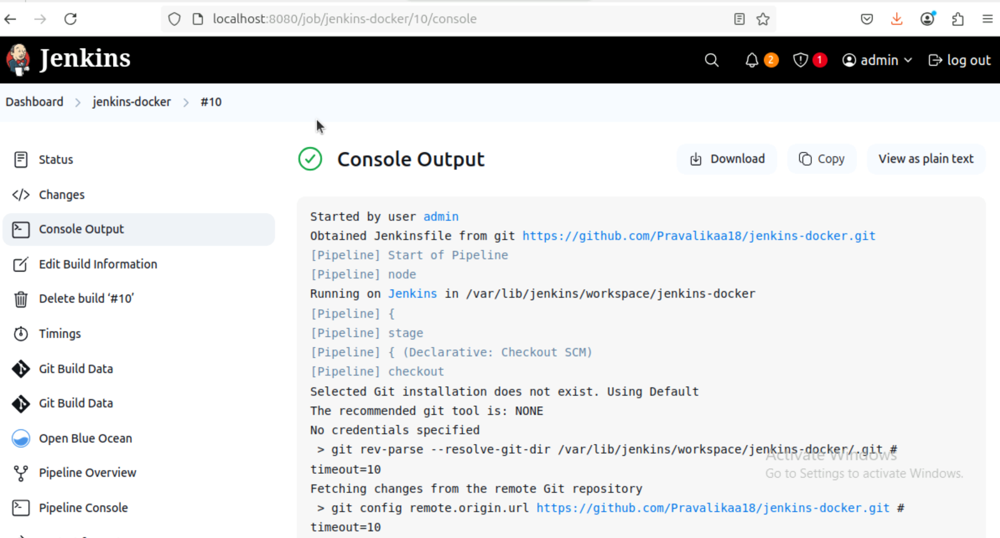 localhost:8080/job/jenkins-docker/10/console
Jenkins
2
1
admin
log out
Dashboard > jenkins-docker > #10
Status
Changes
Console Output
Edit Build Information
Delete build ‘#10’
Timings
Git Build Data
Git Build Data
Open Blue Ocean
Pipeline Overview
Pipeline Console
Console Output
Download
Copy
View as plain text
Started by user admin
Obtained Jenkinsfile from git https://github.com/Pravalikaa18/jenkins-docker.git
[Pipeline] Start of Pipeline
[Pipeline] node
Running on Jenkins in /var/lib/jenkins/workspace/jenkins-docker
[Pipeline] {
[Pipeline] stage
[Pipeline] { (Declarative: Checkout SCM)
[Pipeline] checkout
Selected Git installation does not exist. Using Default
The recommended git tool is: NONE
No credentials specified
> git rev-parse --resolve-git-dir /var/lib/jenkins/workspace/jenkins-docker/.git #
timeout=10
Fetching changes from the remote Git repository
> git config remote.origin.url https://github.com/Pravalikaa18/jenkins-docker.git #
timeout=10
Activate Windows
Go to Settings to activate Windows.